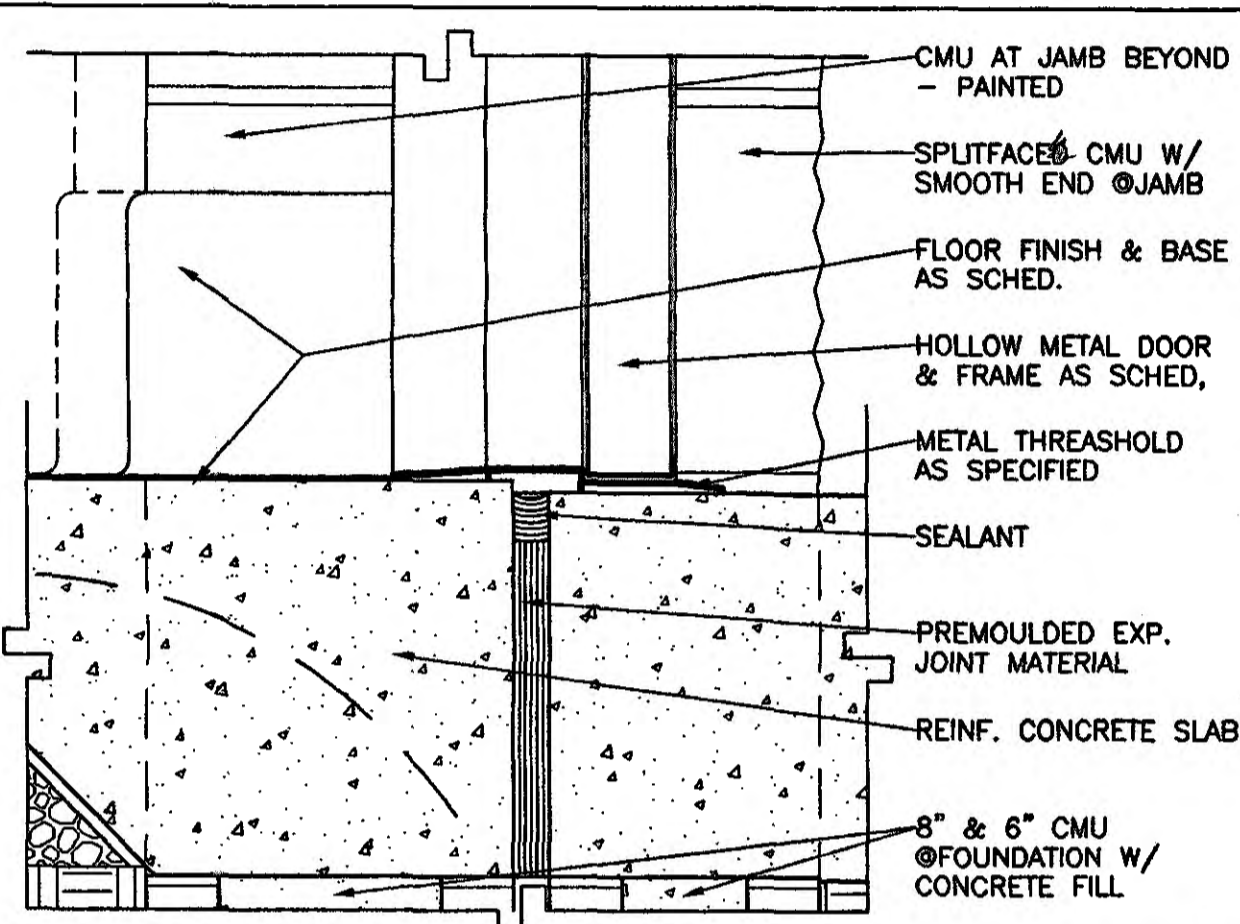 CMU AT JAMB BEYOND
- PAINTED
SPLITFACED CMU W/
SMOOTH END @JAMB
FLOOR FINISH & BASE
AS SCHED.
HOLLOW METAL DOOR
& FRAME AS SCHED,
METAL THREASHOLD
AS SPECIFIED
SEALANT
PREMOULDED EXP.
JOINT MATERIAL
REINF. CONCRETE SLAB
8" & 6" CMU
@FOUNDATION W/
CONCRETE FILL